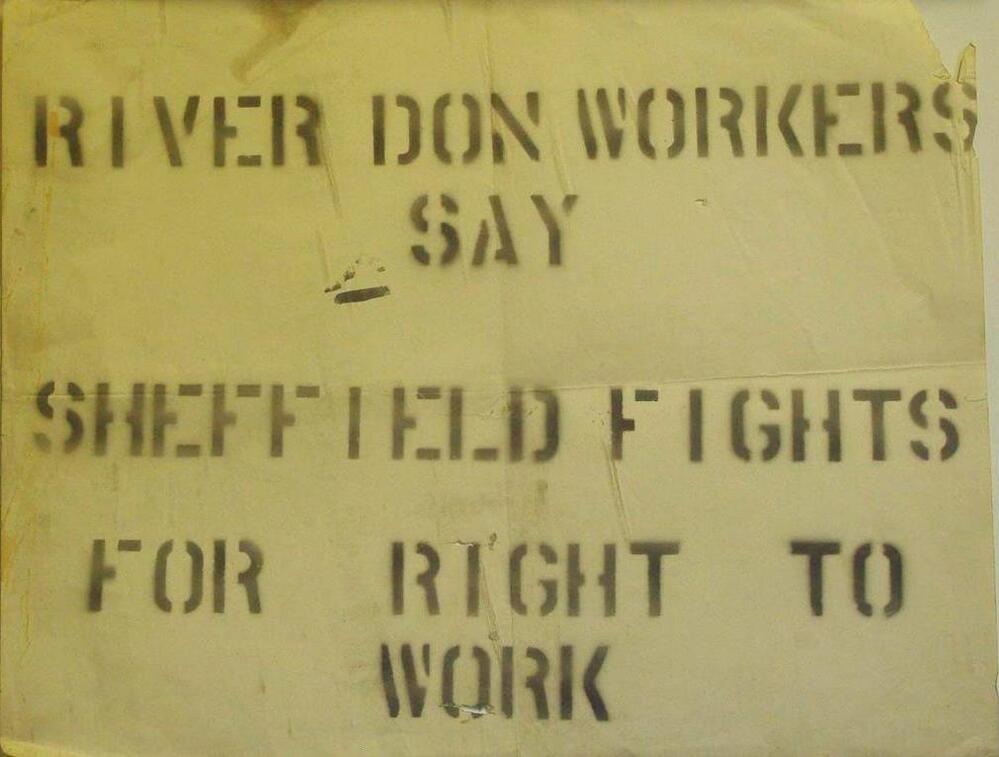 RIVER DON WORKERS
SAY
SHEFFIELD FIGHTS
FOR RIGHT TO
WORK